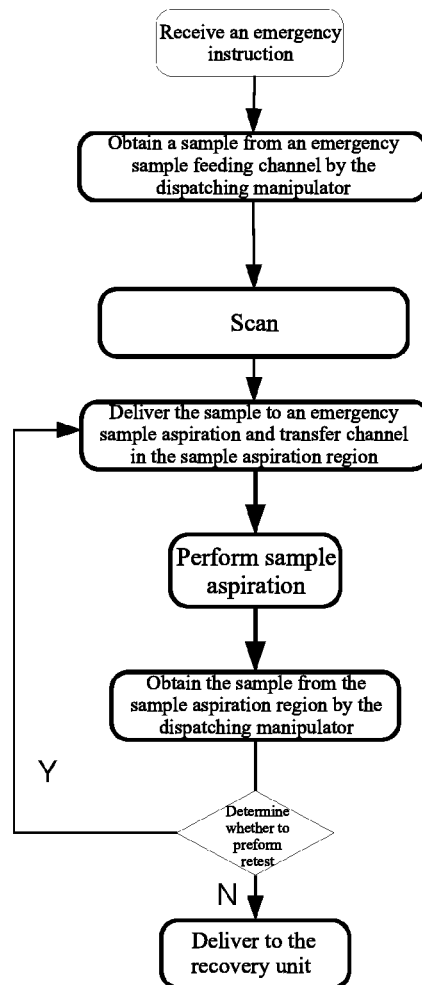 Receive an emergency
instruction
Obtain a sample from an emergency
sample feeding channel by the
dispatching manipulator
Scan
Deliver the sample to an emergency
sample aspiration and transfer channel
in the sample aspiration region
Perform sample
aspiration
Obtain the sample from the
sample aspiration region by the
dispatching manipulator
Y
Determine
whether to
preform
retest
N
Deliver to the
recovery unit